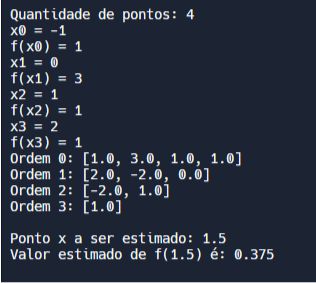 Quantidade de pontos: 4
x0 = -1
f(x0) = 1
x1 = 0
f(x1) = 3
x2 = 1
f(x2) = 1
x3 = 2
f(x3) = 1
Ordem 0: [1.0, 3.0, 1.0, 1.0]
Ordem 1: [2.0, -2.0, 0.0]
Ordem 2: [-2.0, 1.0]
Ordem 3: [1.0]
Ponto x a ser estimado: 1.5
Valor estimado de f(1.5) é: 0.375